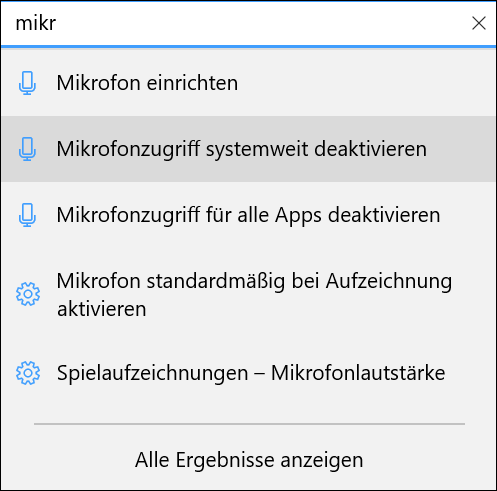 mikr
Mikrofon einrichten
Mikrofonzugriff systemweit deaktivieren
Mikrofonzugriff für alle Apps deaktivieren
Mikrofon standardmäßig bei Aufzeichnung
aktivieren
Spielaufzeichnungen – Mikrofonlautstärke
Alle Ergebnisse anzeigen